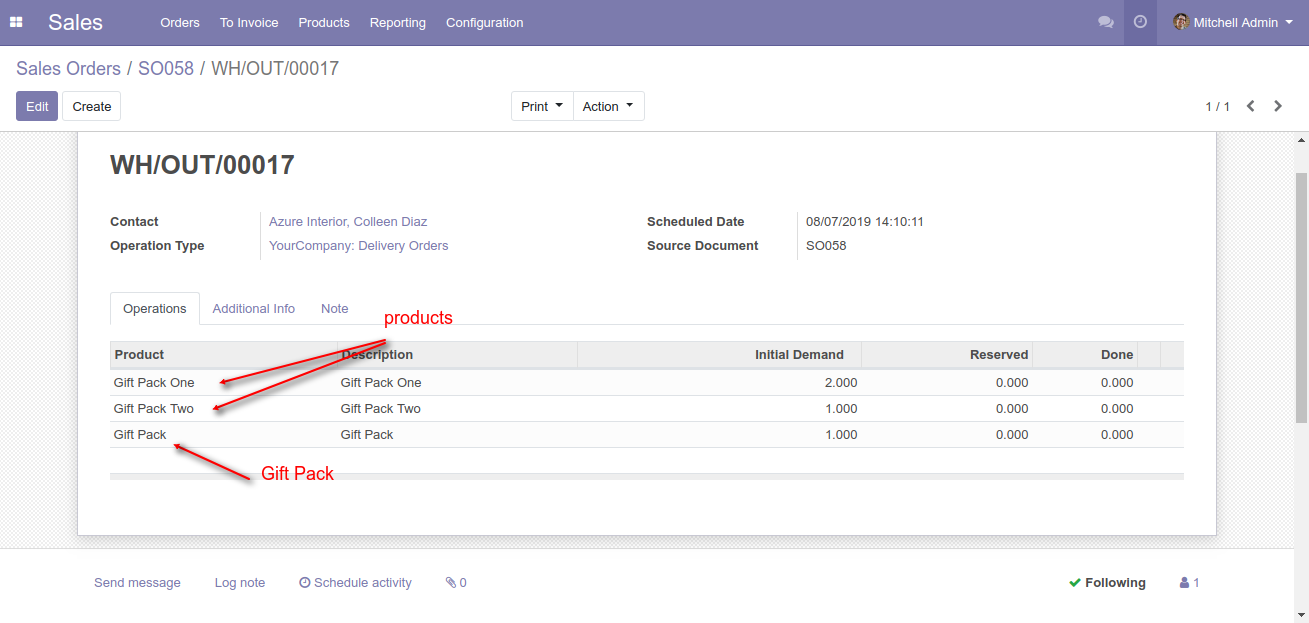 Sales Orders To Invoice Products Reporting Configuration Mitchell Admin
Sales Orders / SO058 / WH/OUT/00017
Edit Create Print Action 1 / 1
WH/OUT/00017
Contact Azure Interior, Colleen Diaz Scheduled Date 08/07/2019 14:10:11
Operation Type YourCompany: Delivery Orders Source Document SO058
Operations Additional Info Note
products
Product Description Initial Demand Reserved Done
Gift Pack One Gift Pack One 2.000 0.000 0.000
Gift Pack Two Gift Pack Two 1.000 0.000 0.000
Gift Pack Gift Pack 1.000 0.000 0.000
Gift Pack
Send message Log note Schedule activity 0 Following 1